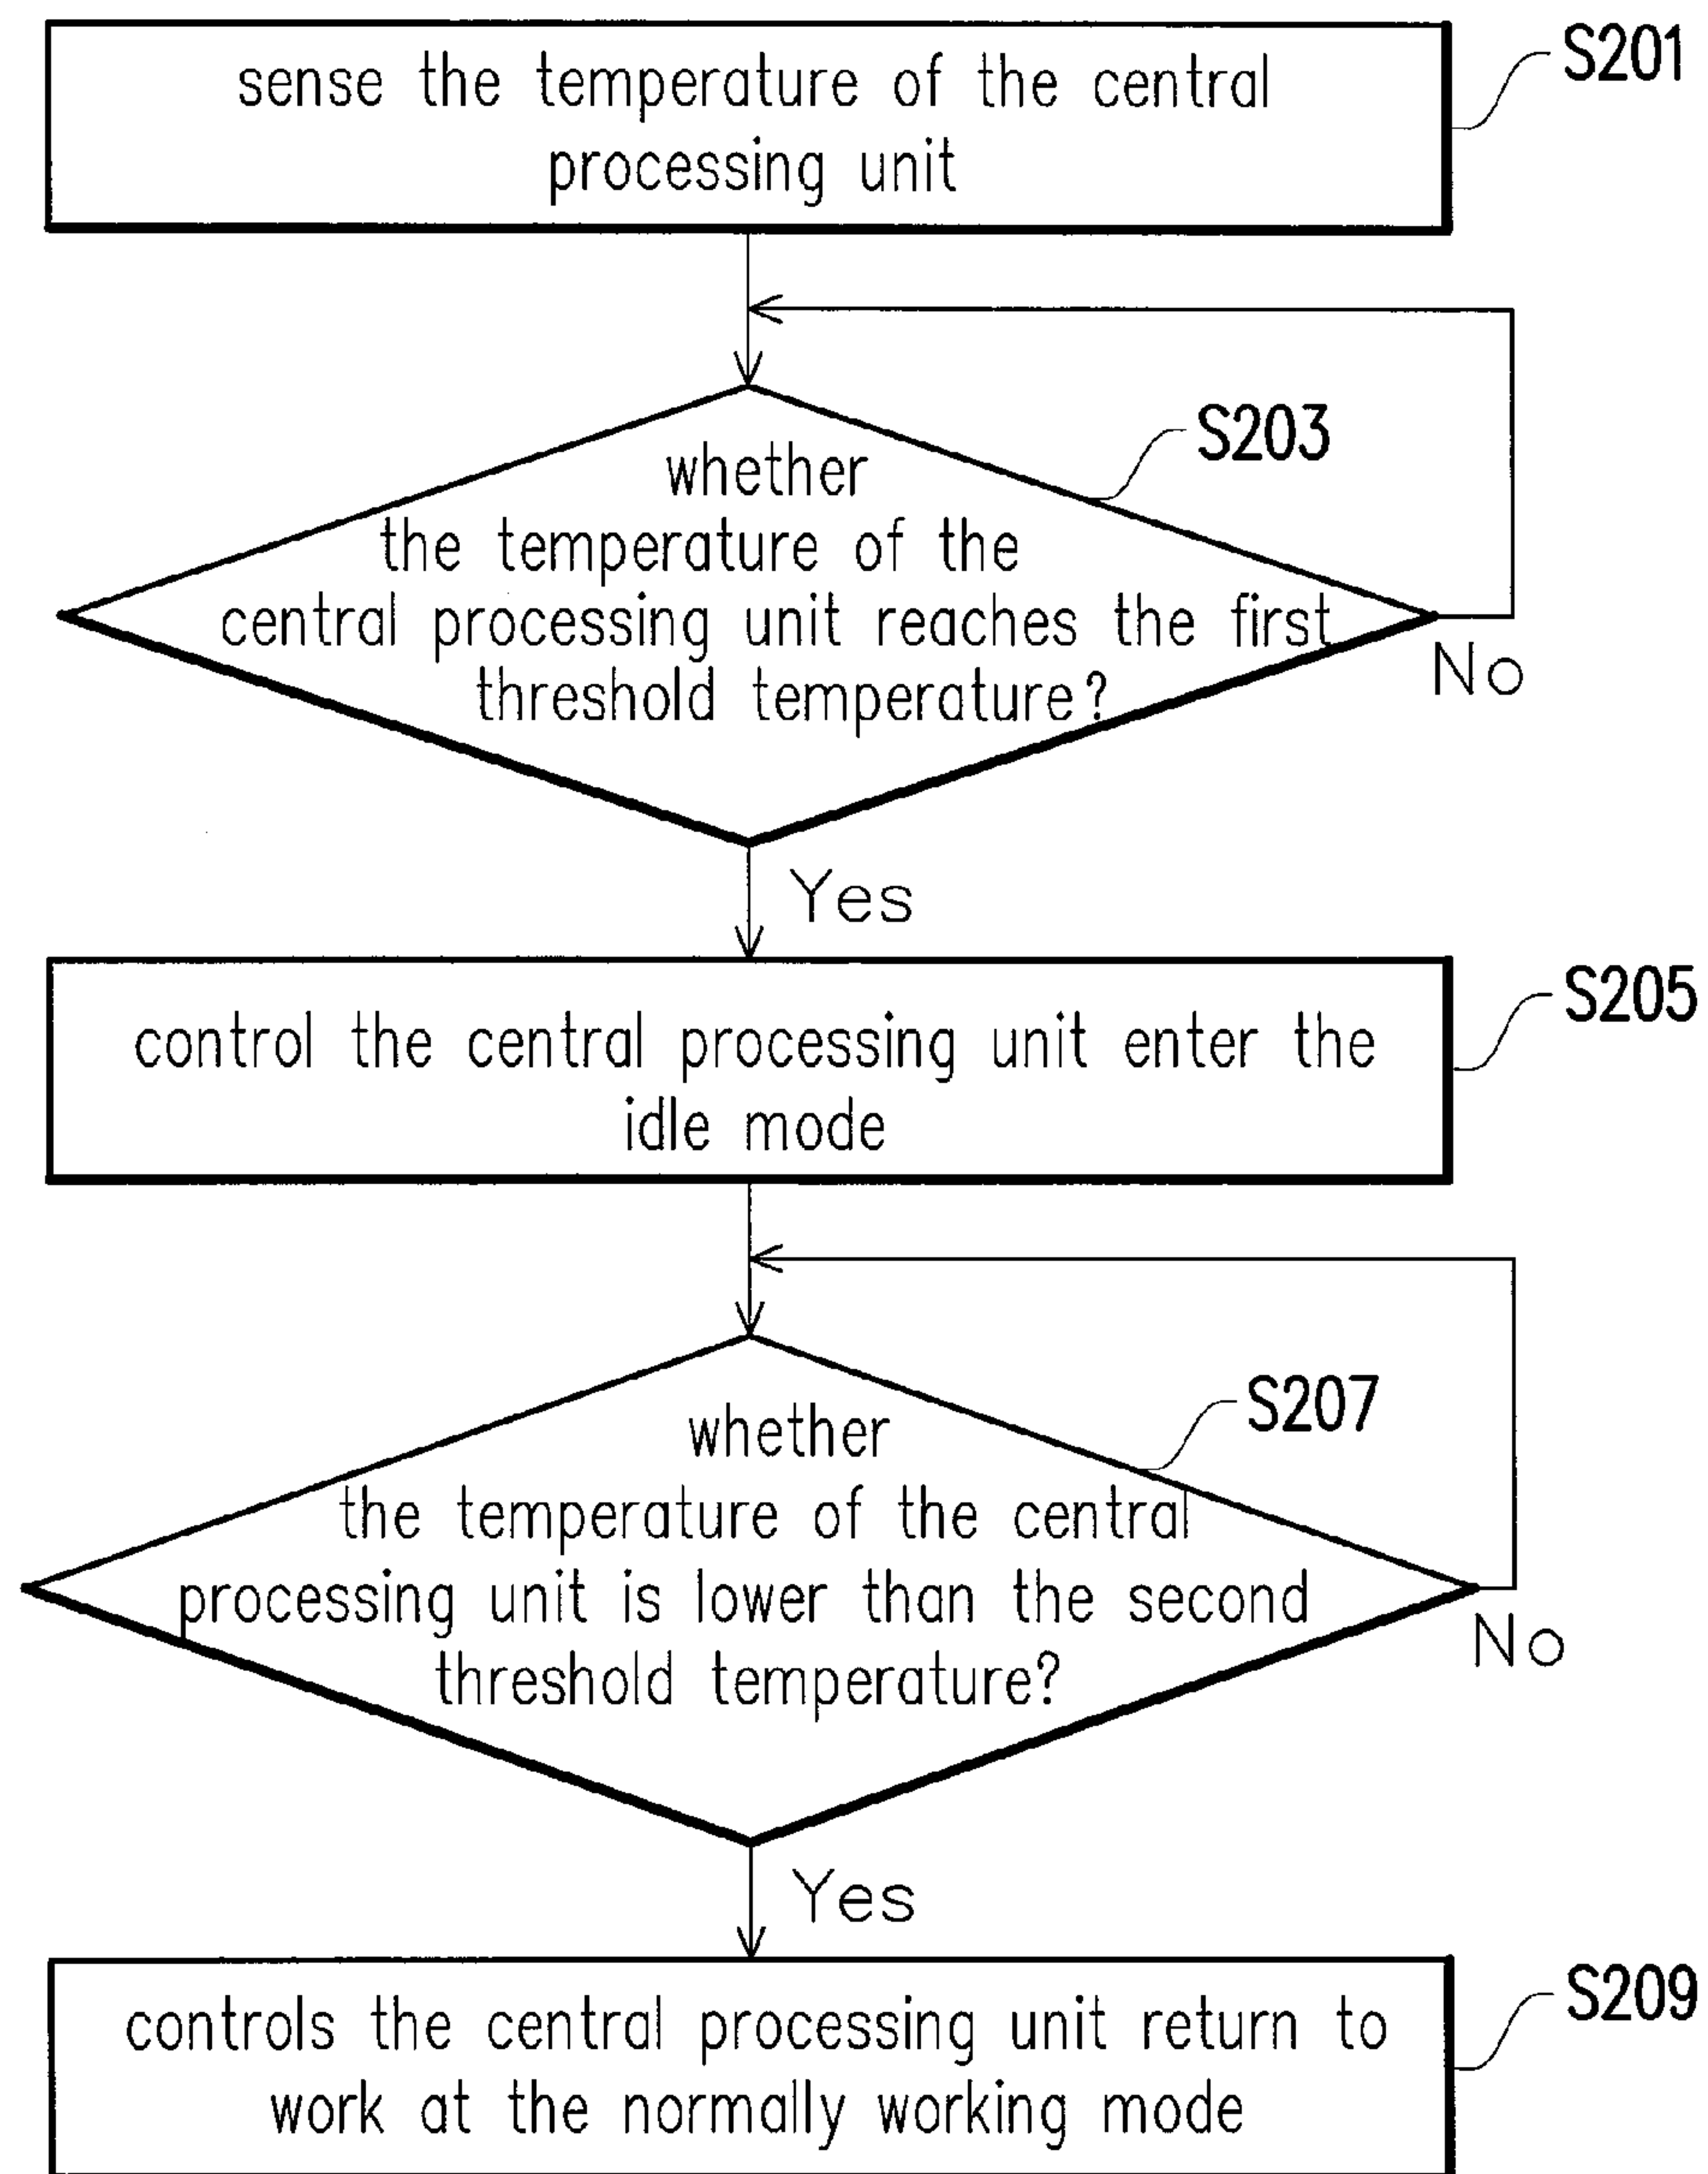 S201
sense the temperature of the central
processing unit
S203
whether
the temperature of the
central processing unit reaches the first
threshold temperature?
No
Yes
S205
control the central processing unit enter the
idle mode
S207
whether
the temperature of the central
processing unit is lower than the second
threshold temperature?
No
Yes
S209
controls the central processing unit return to
work at the normally working mode